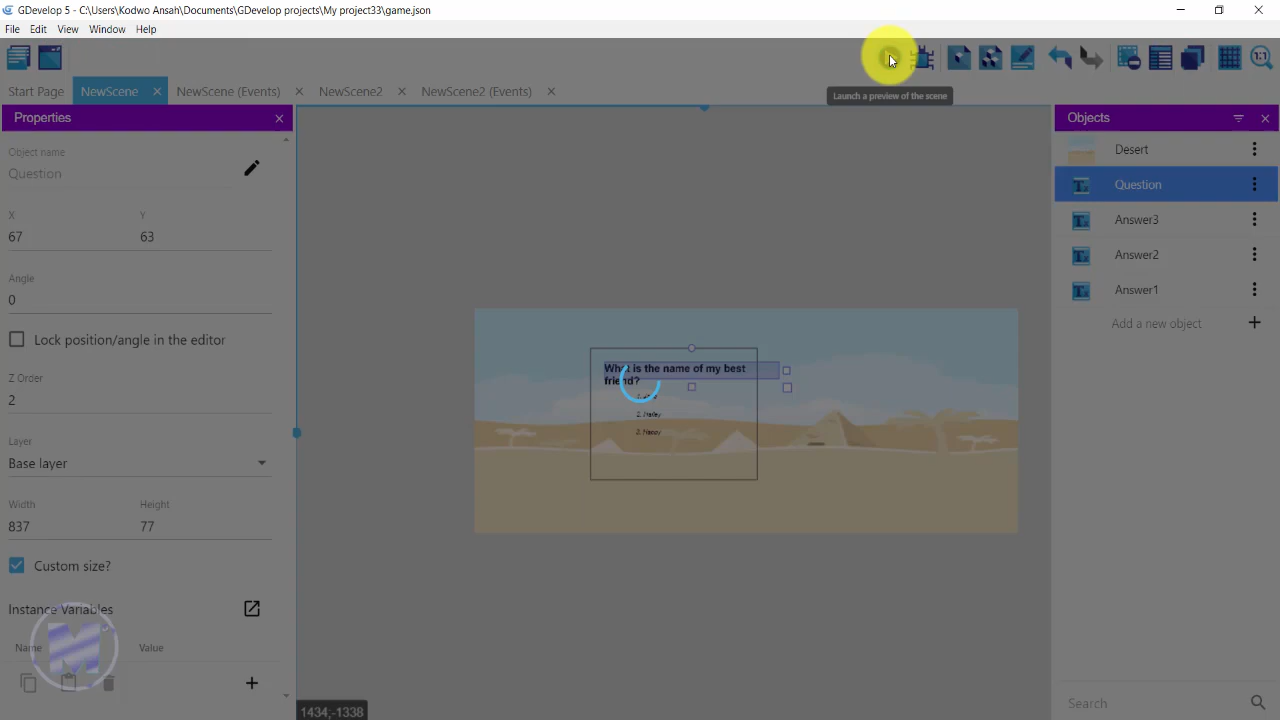 GDevelop 5 - C:\Users\Kodwo Ansah\Documents\GDevelop projects\My project33\game.json
File Edit View Window Help
Launch a preview of the scene
Start Page NewScene NewScene (Events) NewScene2 NewScene2 (Events)
Properties
Object name
Question
X Y
67 63
Angle
0
Lock position/angle in the editor
Z Order
2
Layer
Base layer
Width Height
837 77
Custom size?
Instance Variables
Name Value
M
What is the name of my best
friend?
2. Harley
3. Nappy
1434;-1338
Objects
Desert
Question
Answer3
Answer2
Answer1
Add a new object
Search
1:1